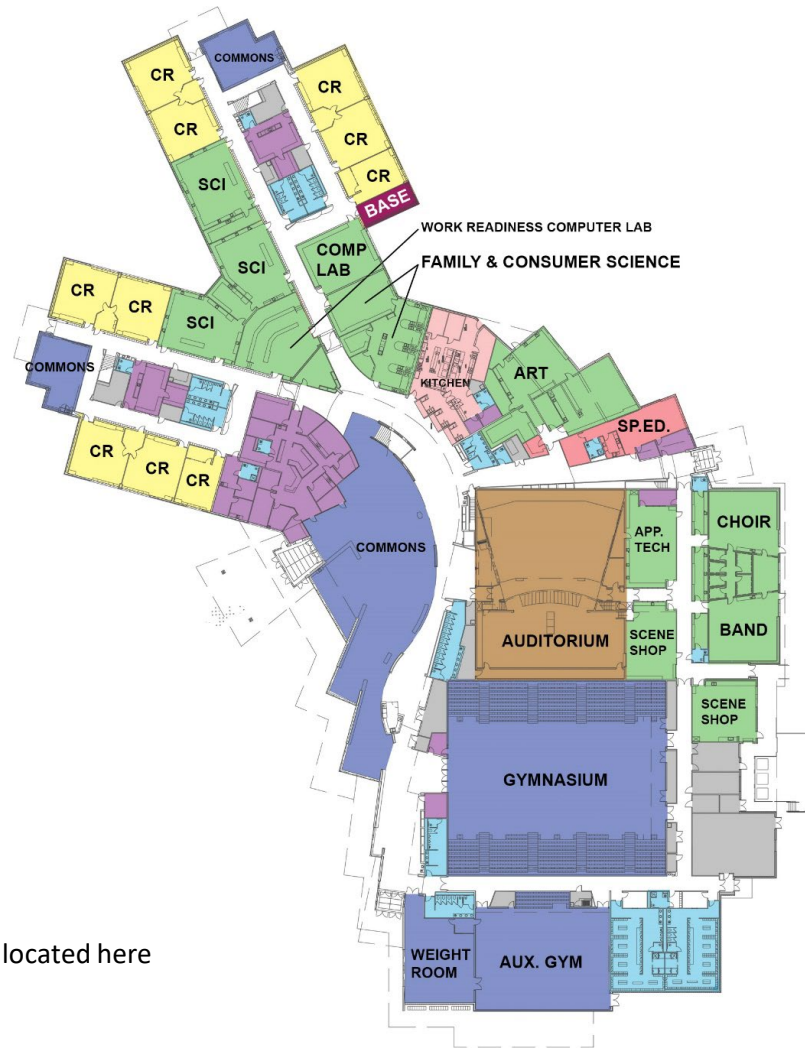 COMMONS
CR
CR
CR
CR
SCI
CR
BASE
WORK READINESS COMPUTER LAB
COMP
LAB
FAMILY & CONSUMER SCIENCE
SCI
CR
CR
SCI
COMMONS
KITCHEN
ART
SP.ED.
CR
CR
CR
COMMONS
APP.
TECH
CHOIR
AUDITORIUM
SCENE
SHOP
BAND
SCENE
SHOP
GYMNASIUM
located here
WEIGHT
ROOM
AUX. GYM